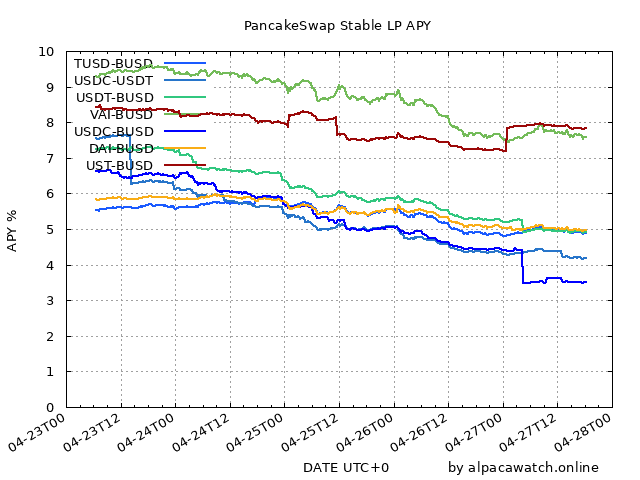 PancakeSwap Stable LP APY
10
9
8
7
6
5
4
3
2
1
0
APY %
TUSD-BUSD
USDC-USDT
USDT-BUSD
VAI-BUSD
USDC-BUSD
DAI-BUSD
UST-BUSD
04-23T00
04-23T12
04-24T00
04-24T12
04-25T00
04-25T12
04-26T00
04-26T12
04-27T00
04-27T12
04-28T00
DATE UTC+0
by alpacawatch.online